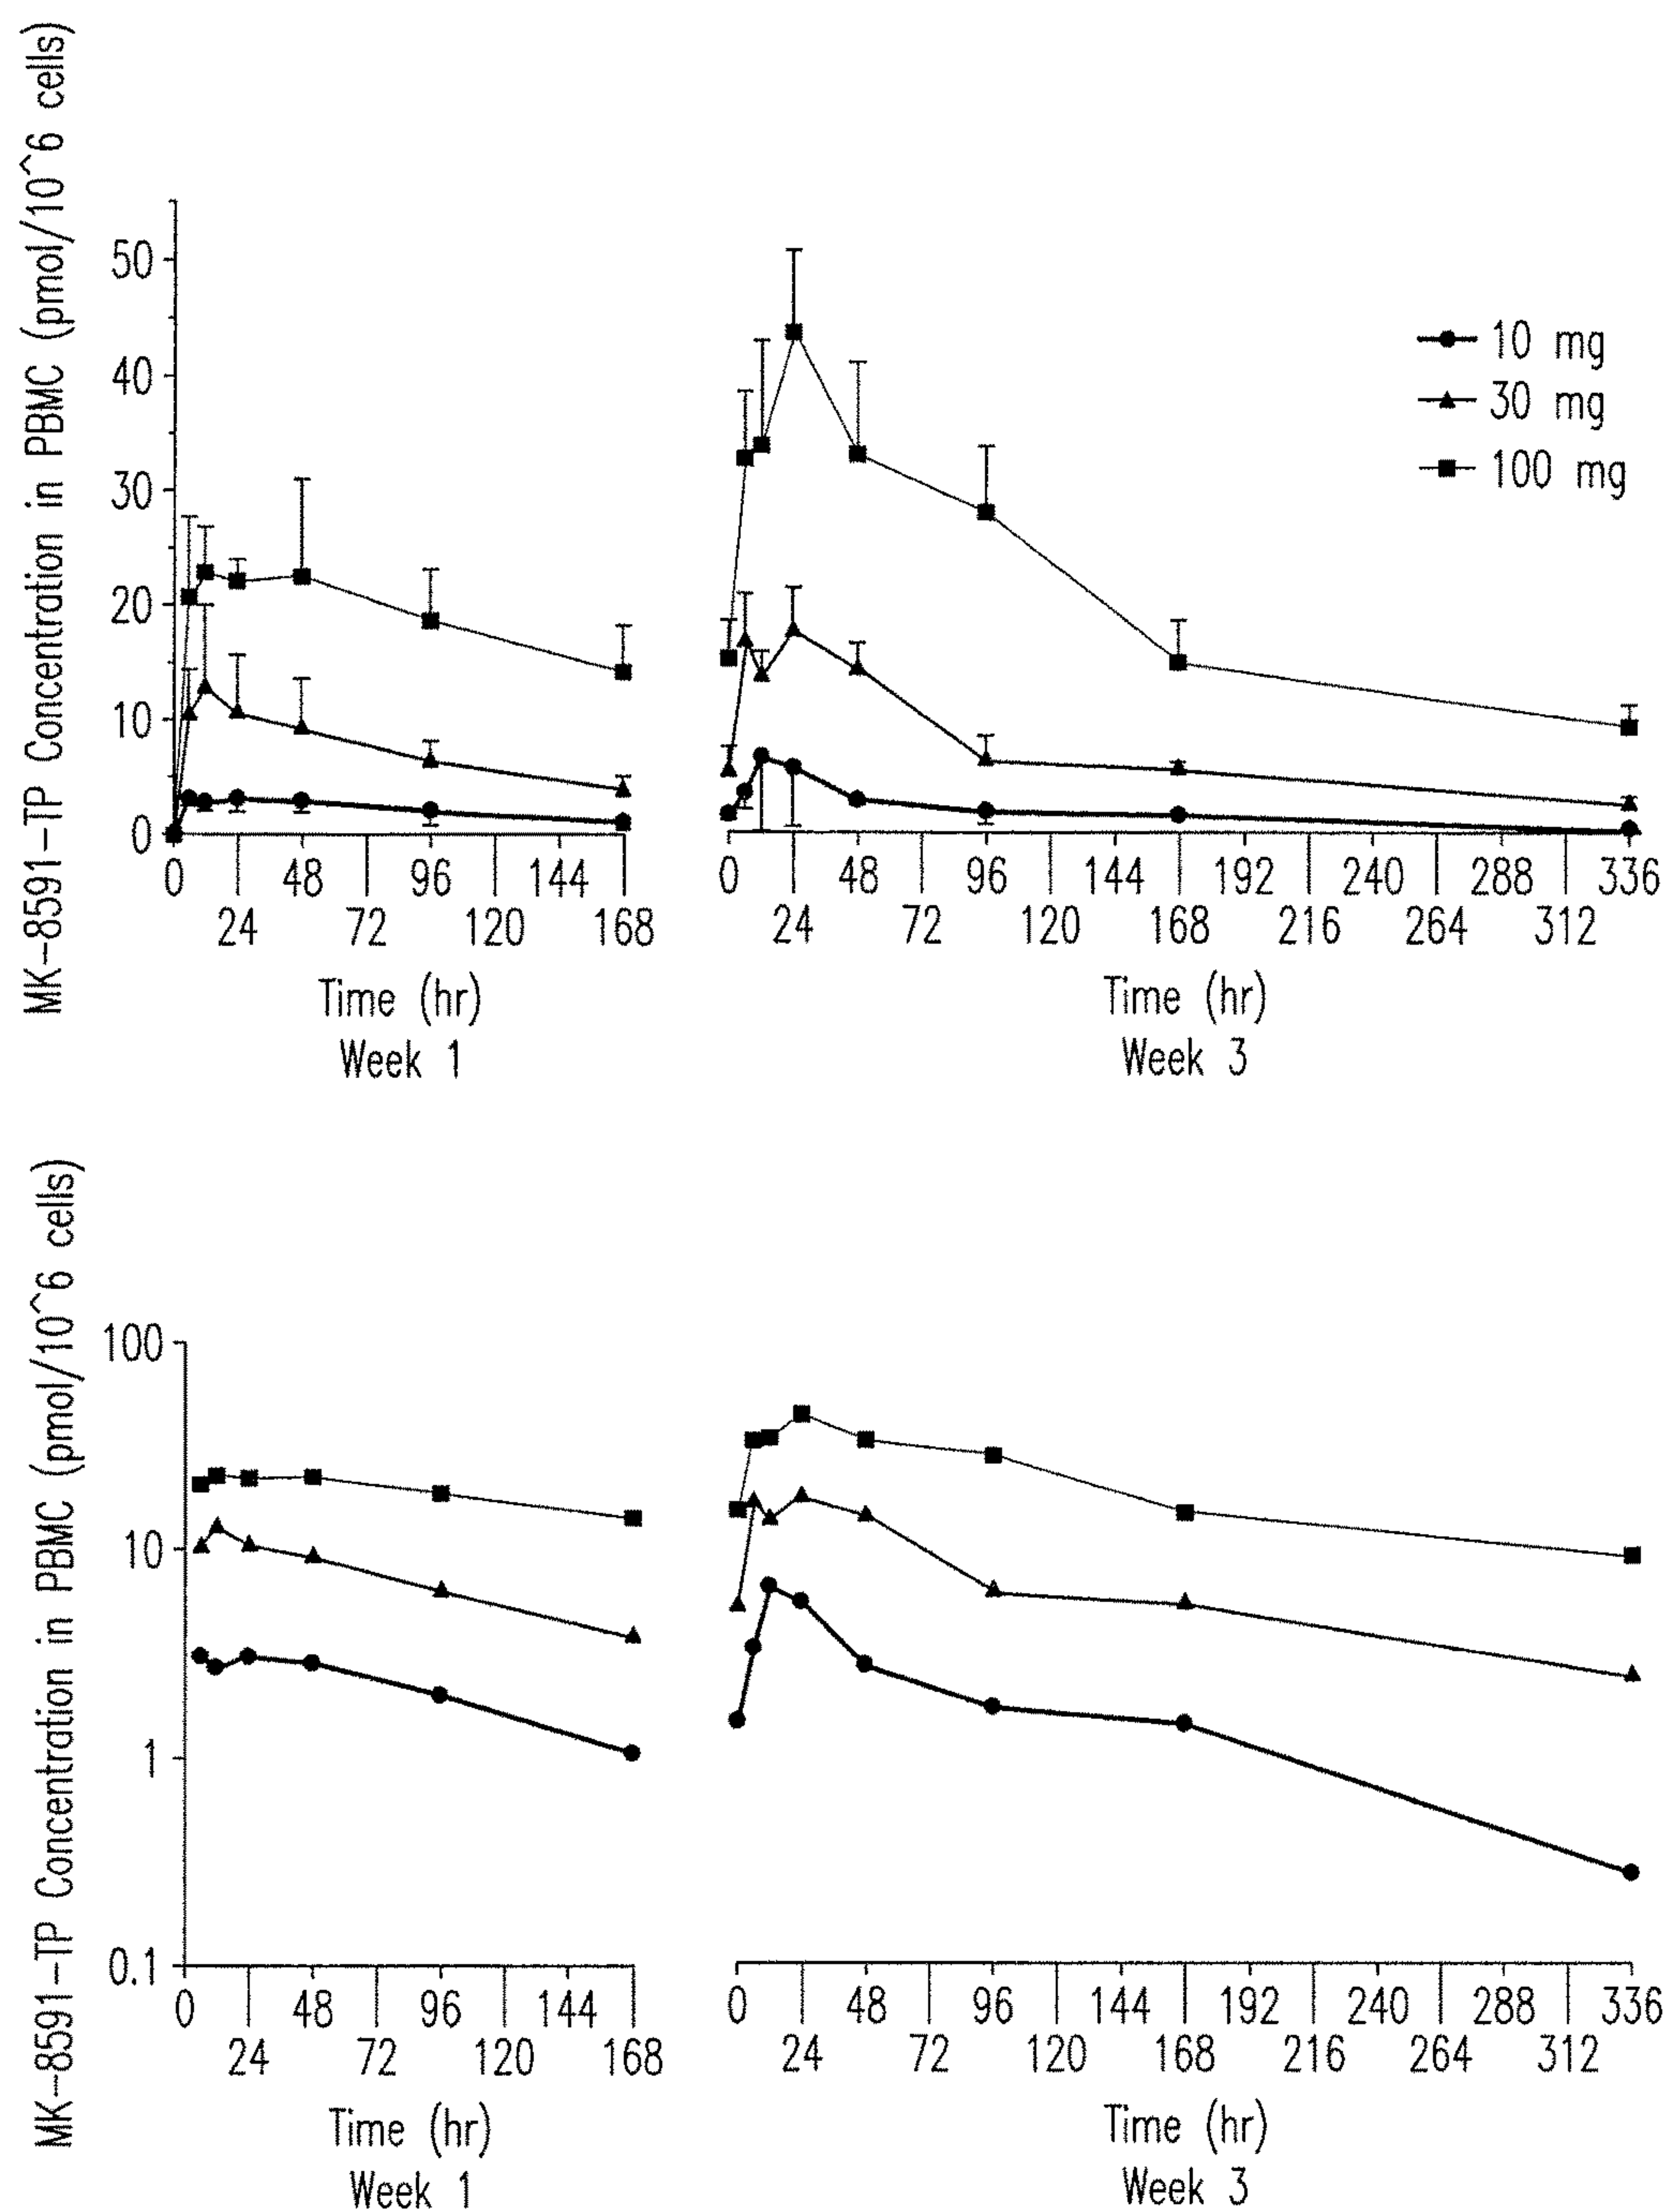 MK-8591-TP Concentration in PBMC (pmol/10^6 cells)
50
40
30
20
10
0
0 48 96 144
24 72 120 168
Time (hr)
Week 1
0 48 96 144 192 240 288 336
24 72 120 168 216 264 312
Time (hr)
Week 3
10 mg
30 mg
100 mg
MK-8591-TP Concentration in PBMC (pmol/10^6 cells)
100
10
1
0.1
0 48 96 144
24 72 120 168
Time (hr)
Week 1
0 48 96 144 192 240 288 336
24 72 120 168 216 264 312
Time (hr)
Week 3